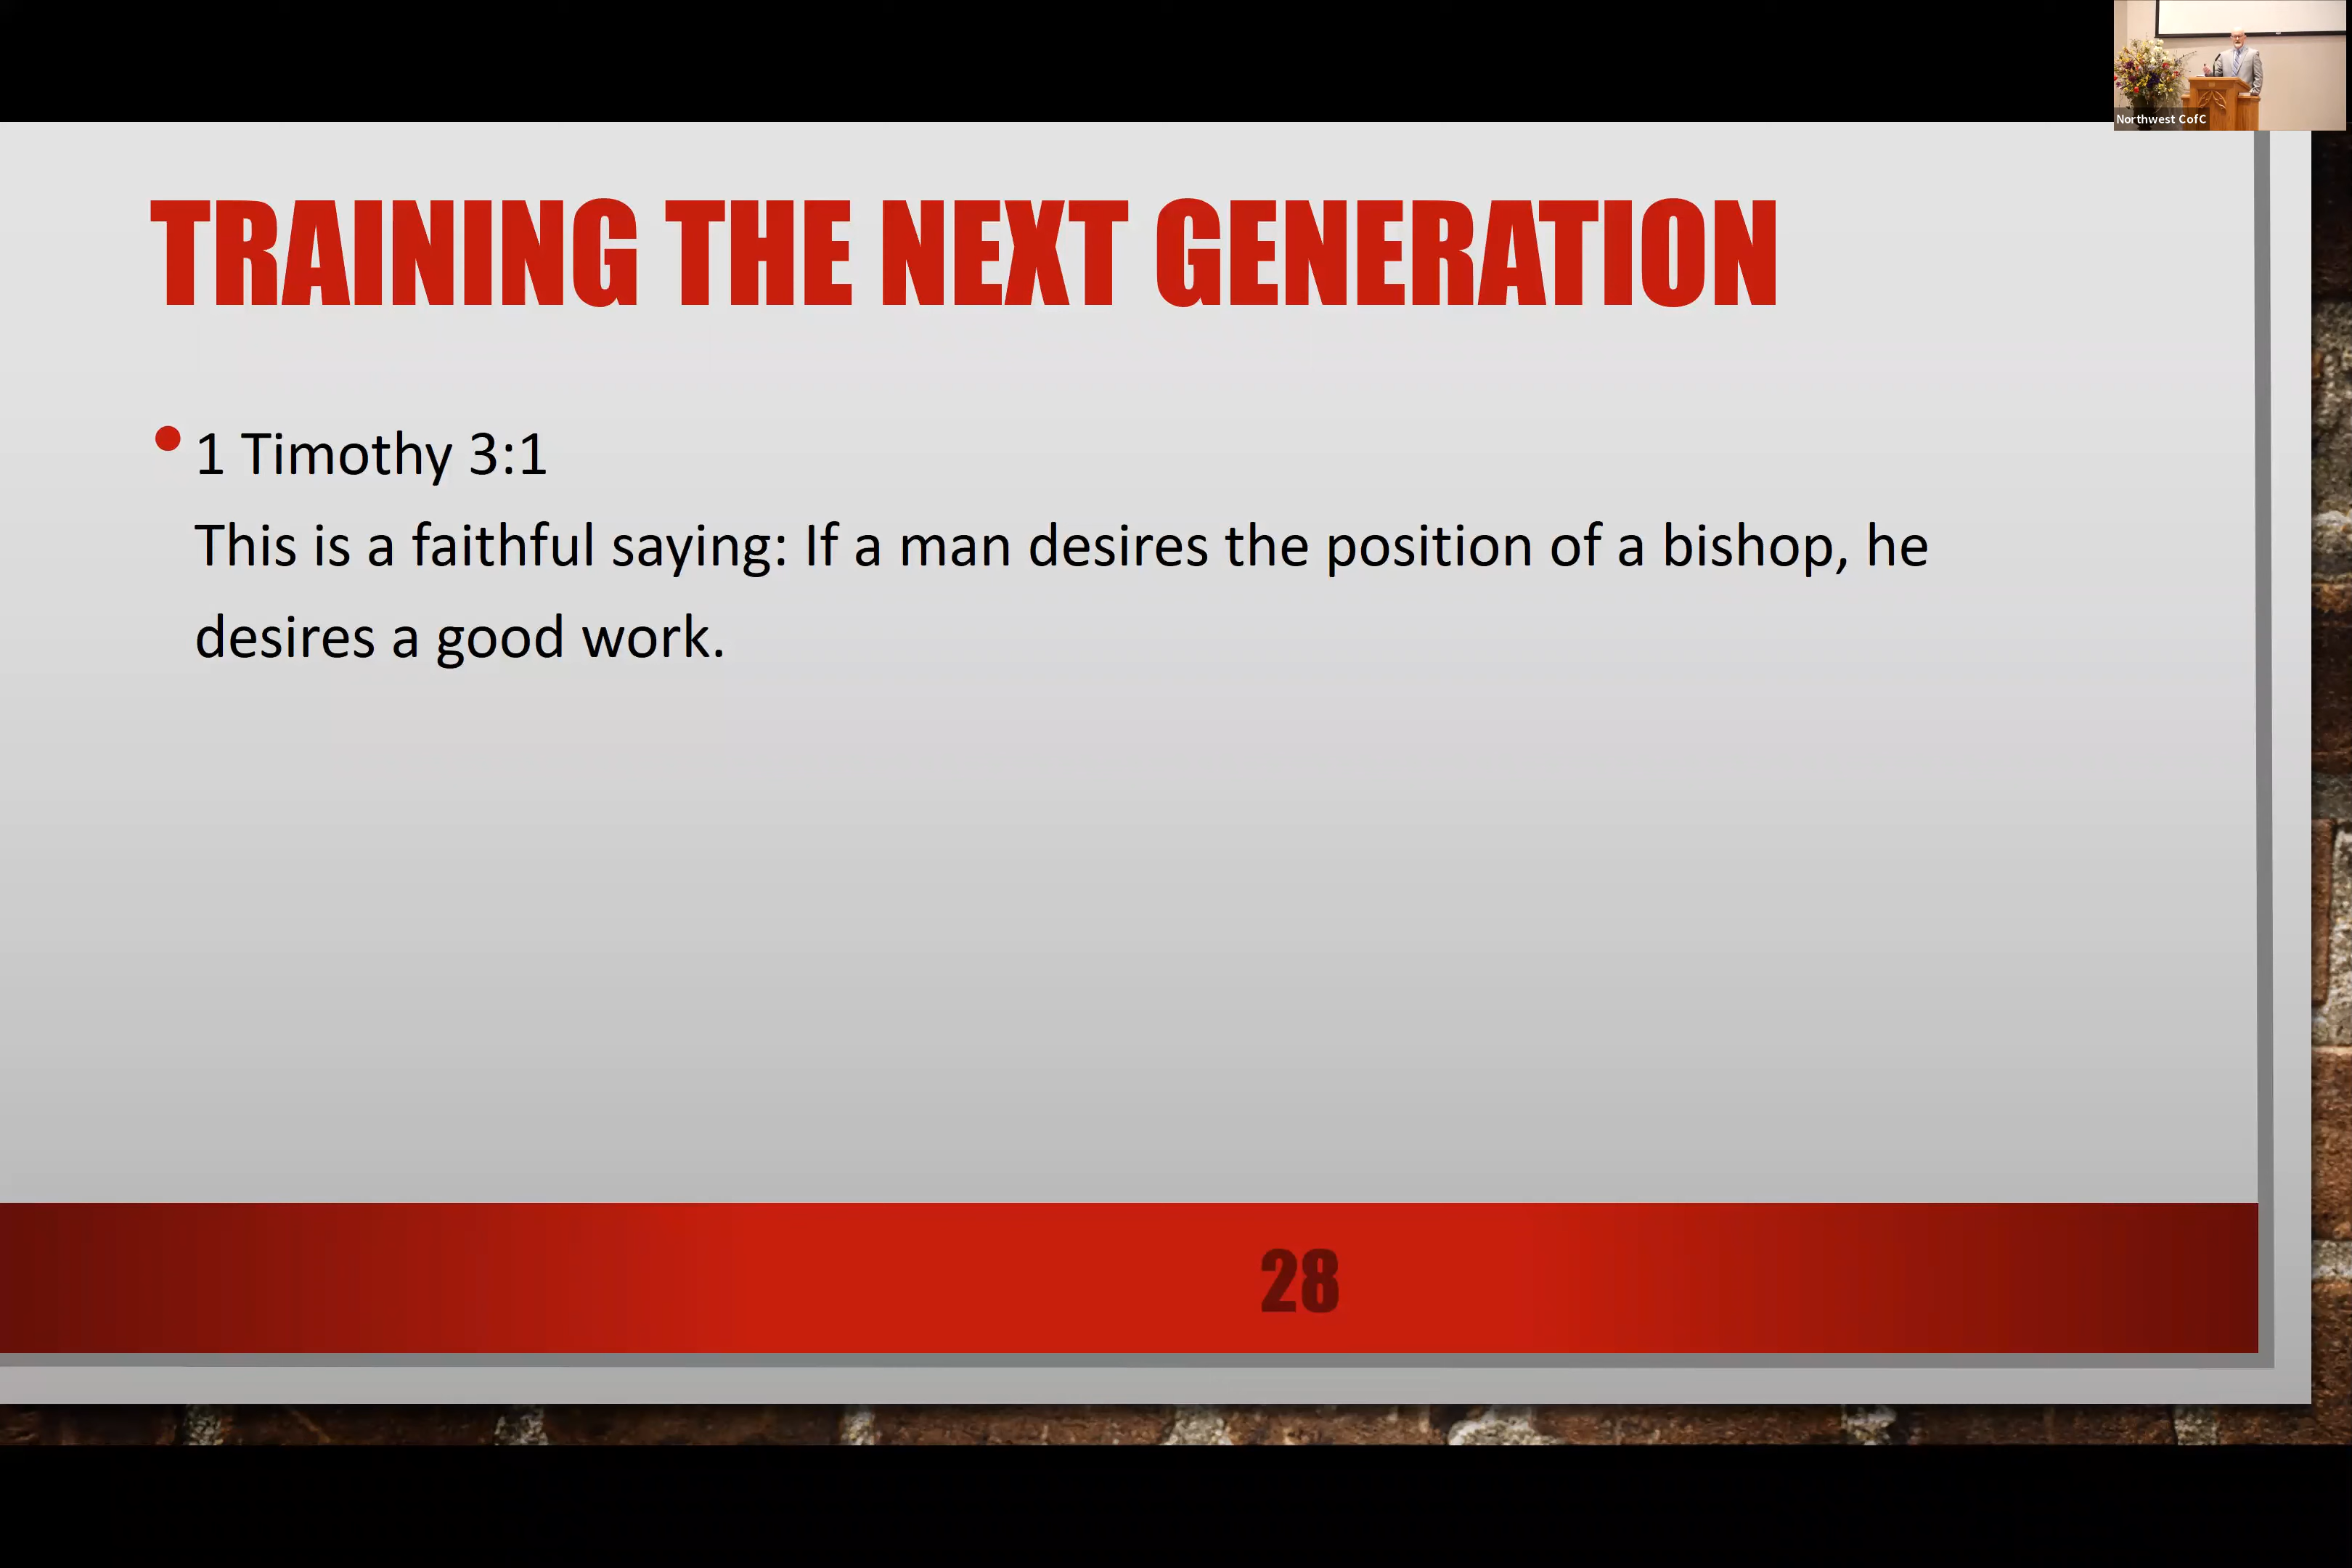 Northwest CofC
TRAINING THE NEXT GENERATION
1 Timothy 3:1
This is a faithful saying: If a man desires the position of a bishop, he
desires a good work.
28